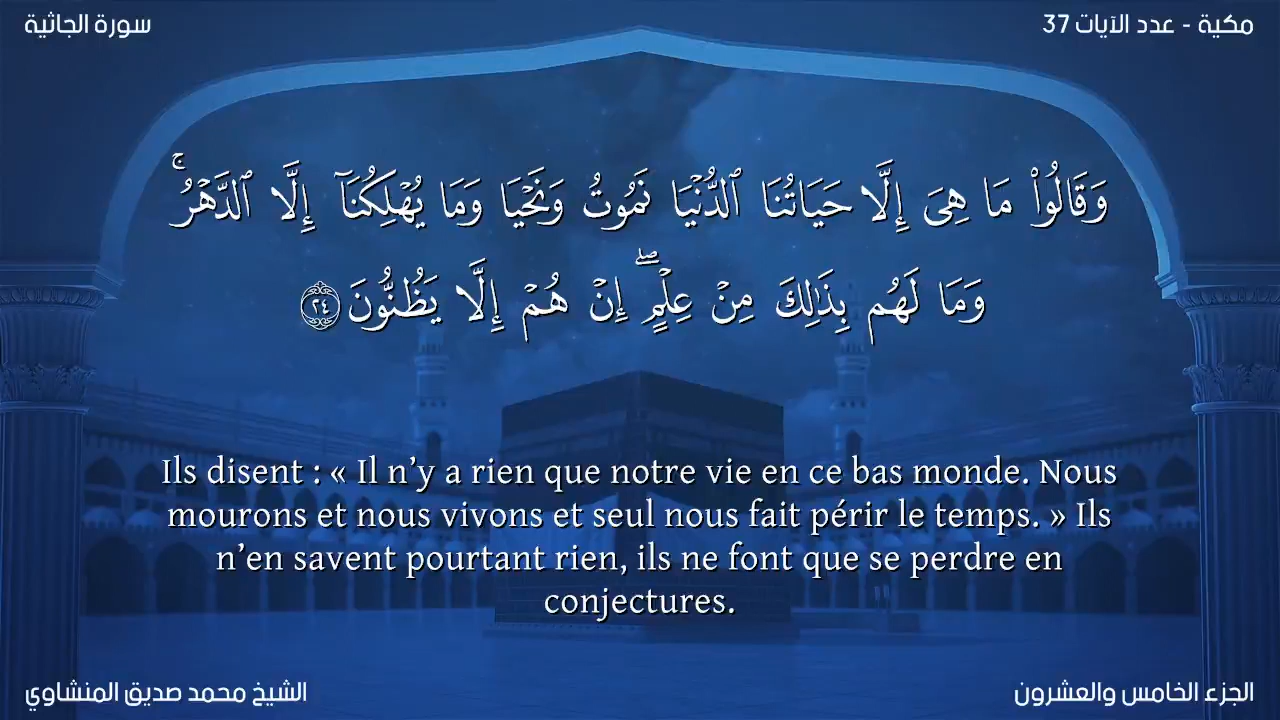 مكية - عدد الآيات 37
سورة الجاثية
وَقَالُوا۟ مَا هِىَ إِلَّا حَيَاتُنَا ٱلدُّنْيَا نَمُوتُ وَنَحْيَا وَمَا يُهْلِكُنَآ إِلَّا ٱلدَّهْرُ ۚ
وَمَا لَهُم بِذَٰلِكَ مِنْ عِلْمٍ ۖ إِنْ هُمْ إِلَّا يَظُنُّونَ ٢٤
Ils disent : « Il n’y a rien que notre vie en ce bas monde. Nous
mourons et nous vivons et seul nous fait périr le temps. » Ils
n’en savent pourtant rien, ils ne font que se perdre en
conjectures.
الجزء الخامس والعشرون
الشيخ محمد صديق المنشاوي